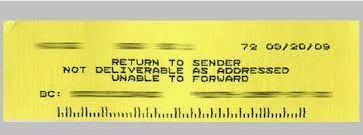 72 09/20/09
RETURN TO SENDER
NOT DELIVERABLE AS ADDRESSED
UNABLE TO FORWARD
BC: